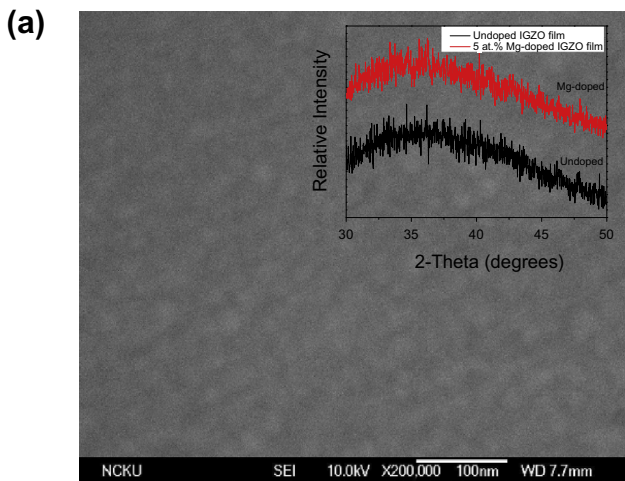 (a)
Undoped IGZO film
5 at.% Mg-doped IGZO film
Relative Intensity
Mg-doped
Undoped
30 35 40 45 50
2-Theta (degrees)
NCKU SEI 10.0kV X200,000 100nm WD 7.7mm